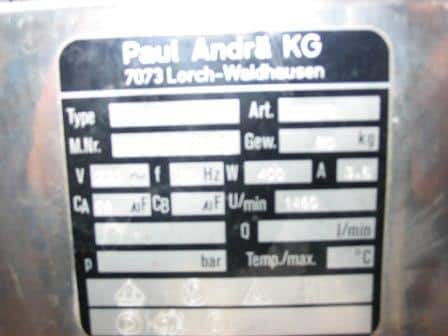 Paul Andrä KG
7073 Lorch-Waldhausen
Type Art.
M.Nr. Gew. kg
V ~ f Hz W 400 A
CA µF CB µF U/min 1460
Q l/min
p bar Temp./max. °C